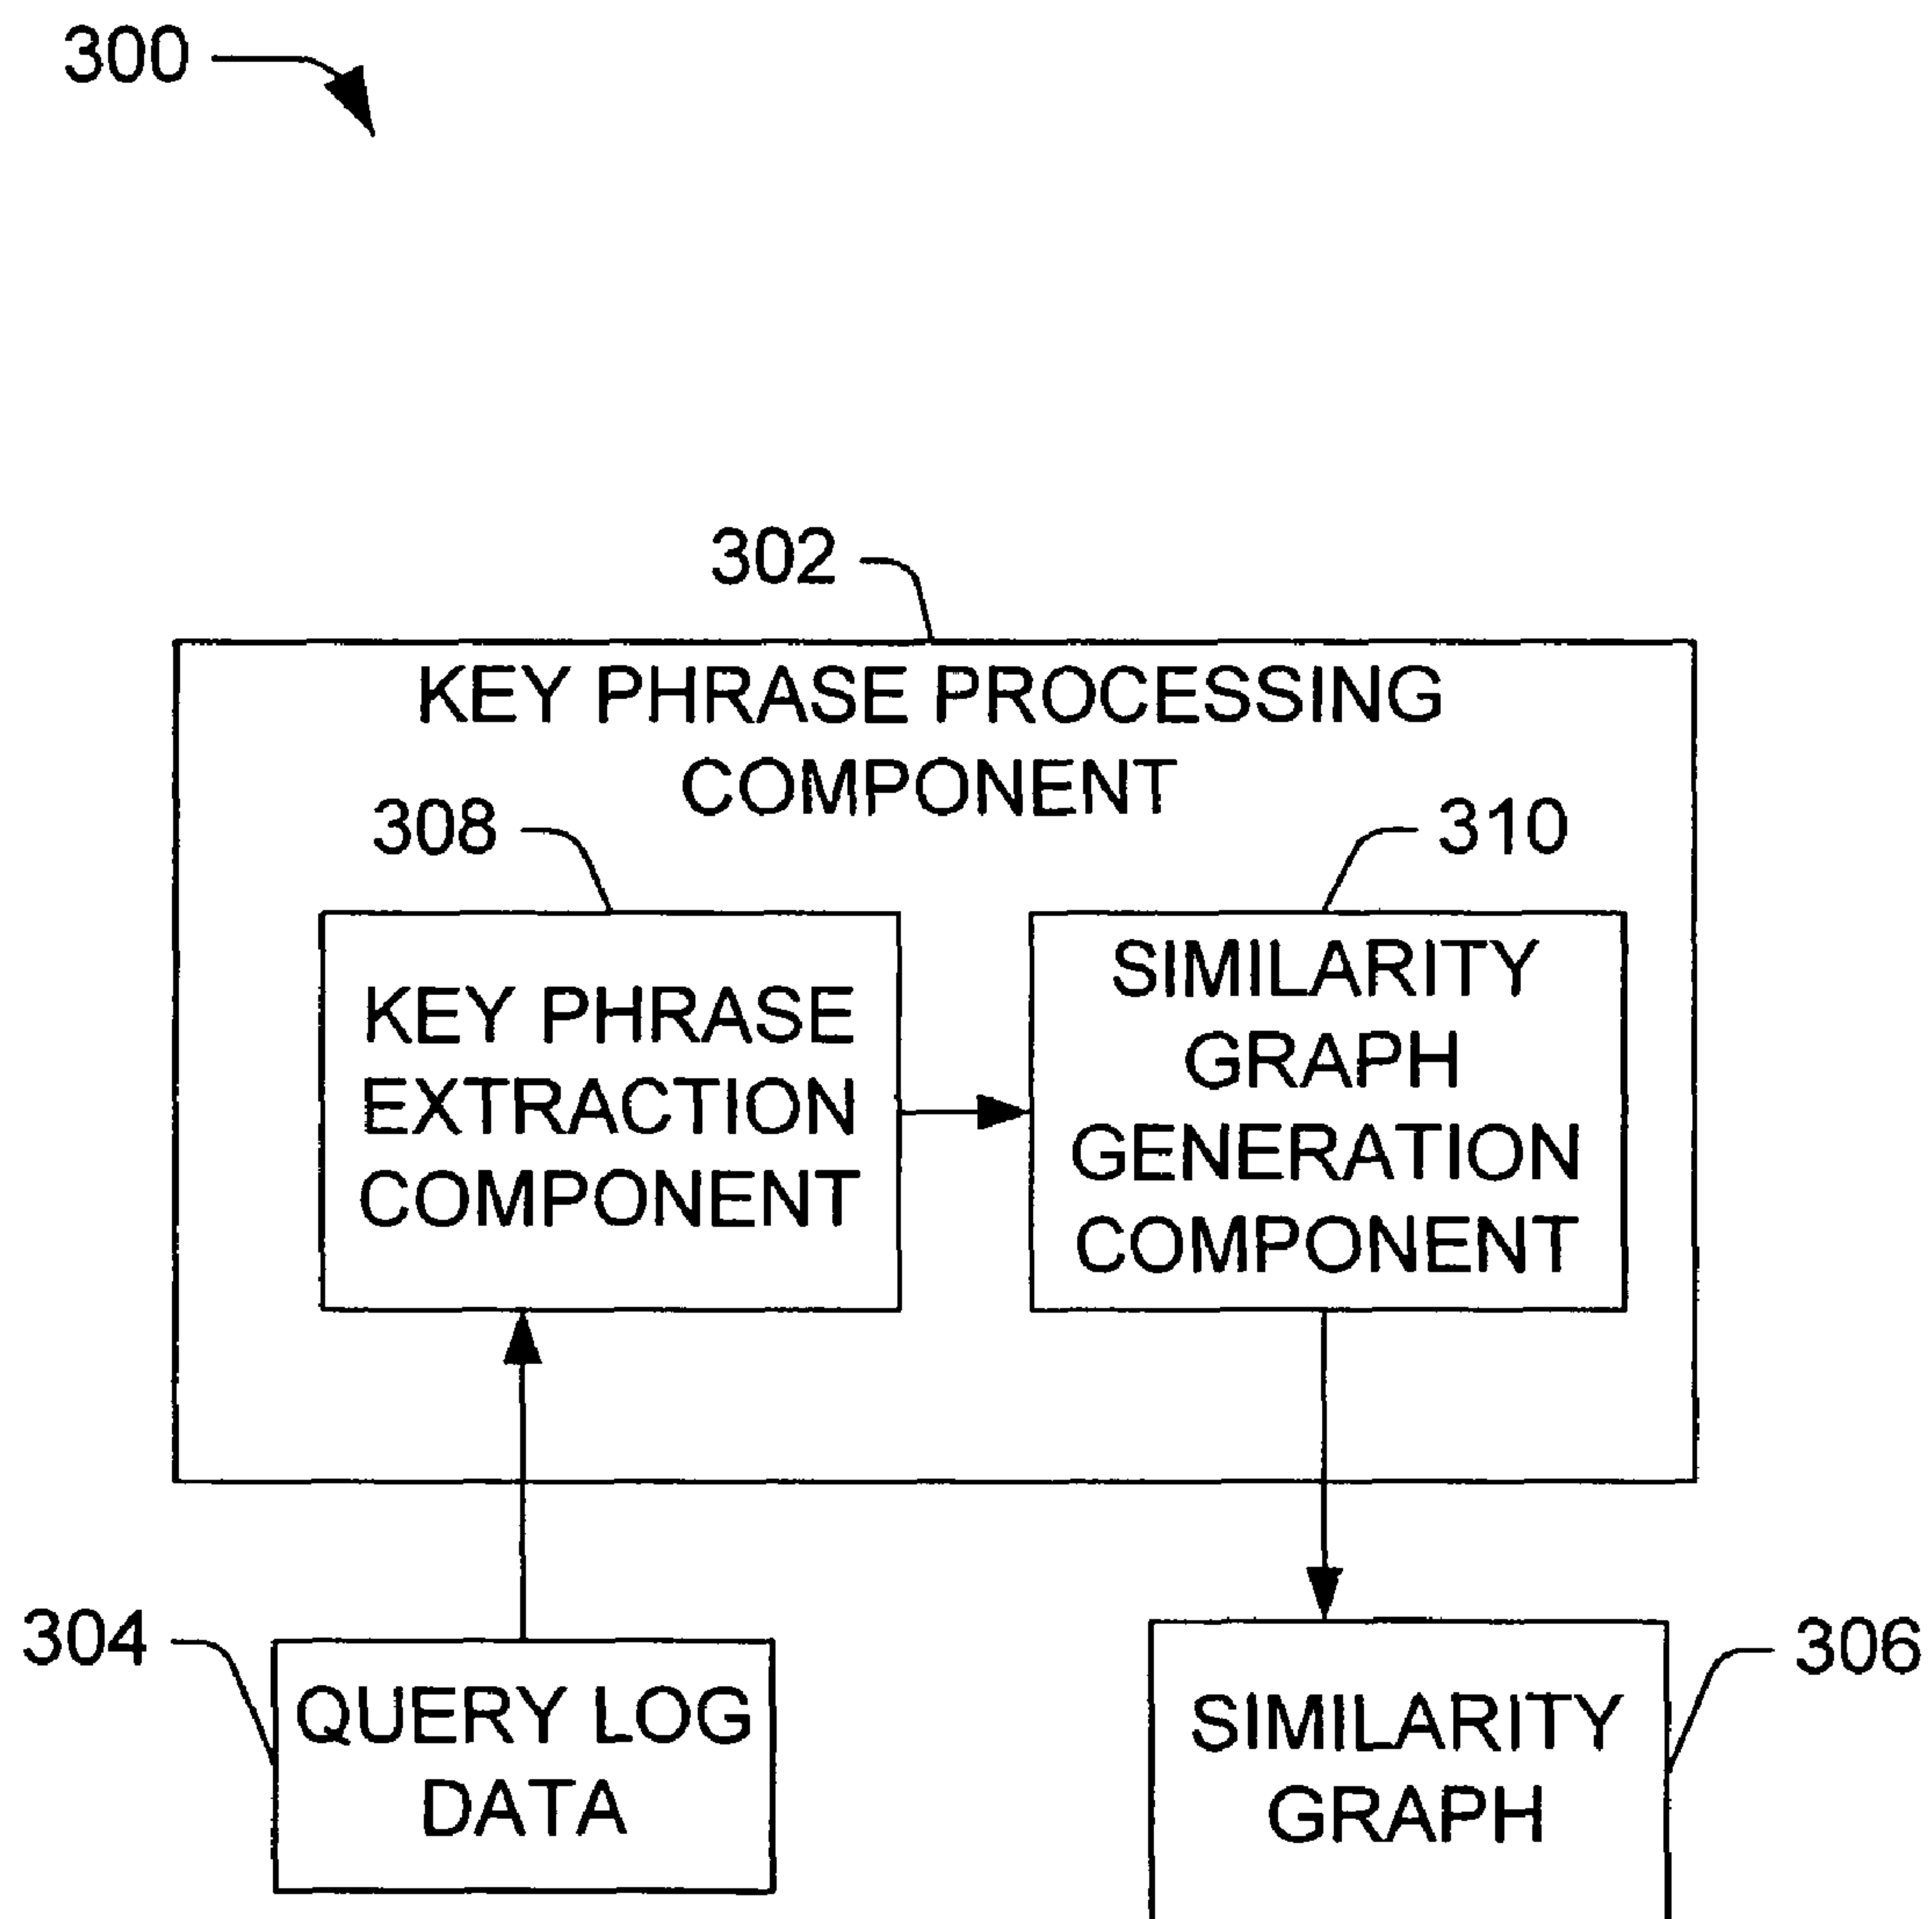 300
302
KEY PHRASE PROCESSING
COMPONENT
308
310
KEY PHRASE
EXTRACTION
COMPONENT
SIMILARITY
GRAPH
GENERATION
COMPONENT
304
QUERY LOG
DATA
306
SIMILARITY
GRAPH